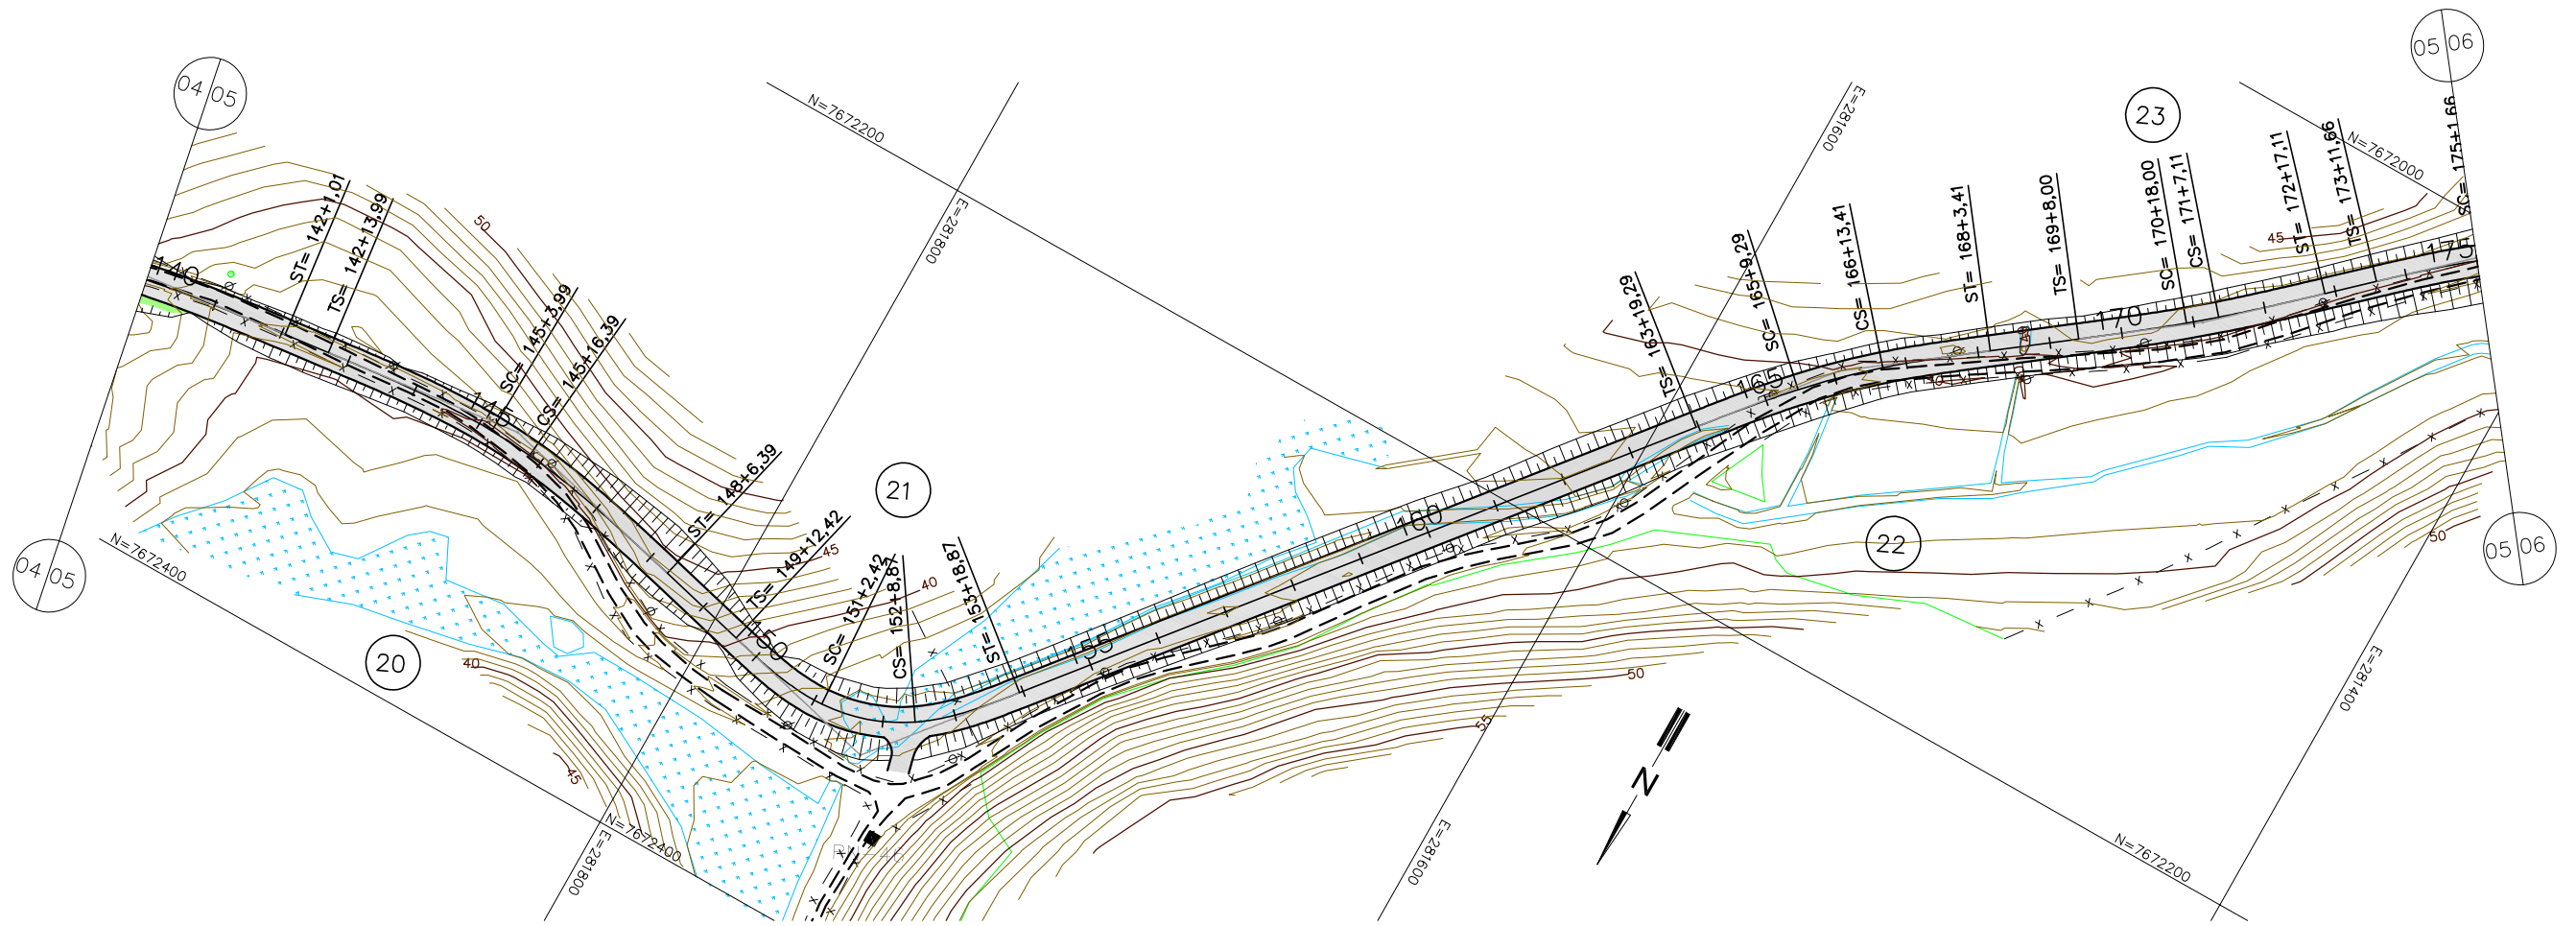 04 05
05 06
N=7672200
E=281600
23
N=7672000
SC= 175+1.66
50
ST= 142+1,01
TS= 142+13,99
E=281800
ST= 172+17,11
TS= 173+11,66
SC= 170+18,00
CS= 171+7,11
TS= 169+8,00
ST= 168+3,41
CS= 166+13,41
SC= 165+9,29
TS= 163+19,29
45
140
175
170
165
SC= 145+3,99
CS= 145+16,39
145
ST= 148+6,39
21
40
160
TS= 149+12,42
45
SC= 151+2,42
CS= 152+8,87
ST= 153+18,87
40
22
50
04 05
05 06
N=7672400
150
155
20
40
50
E=281400
55
45
N
N=7672400
E=281800
E=281600
N=7672200